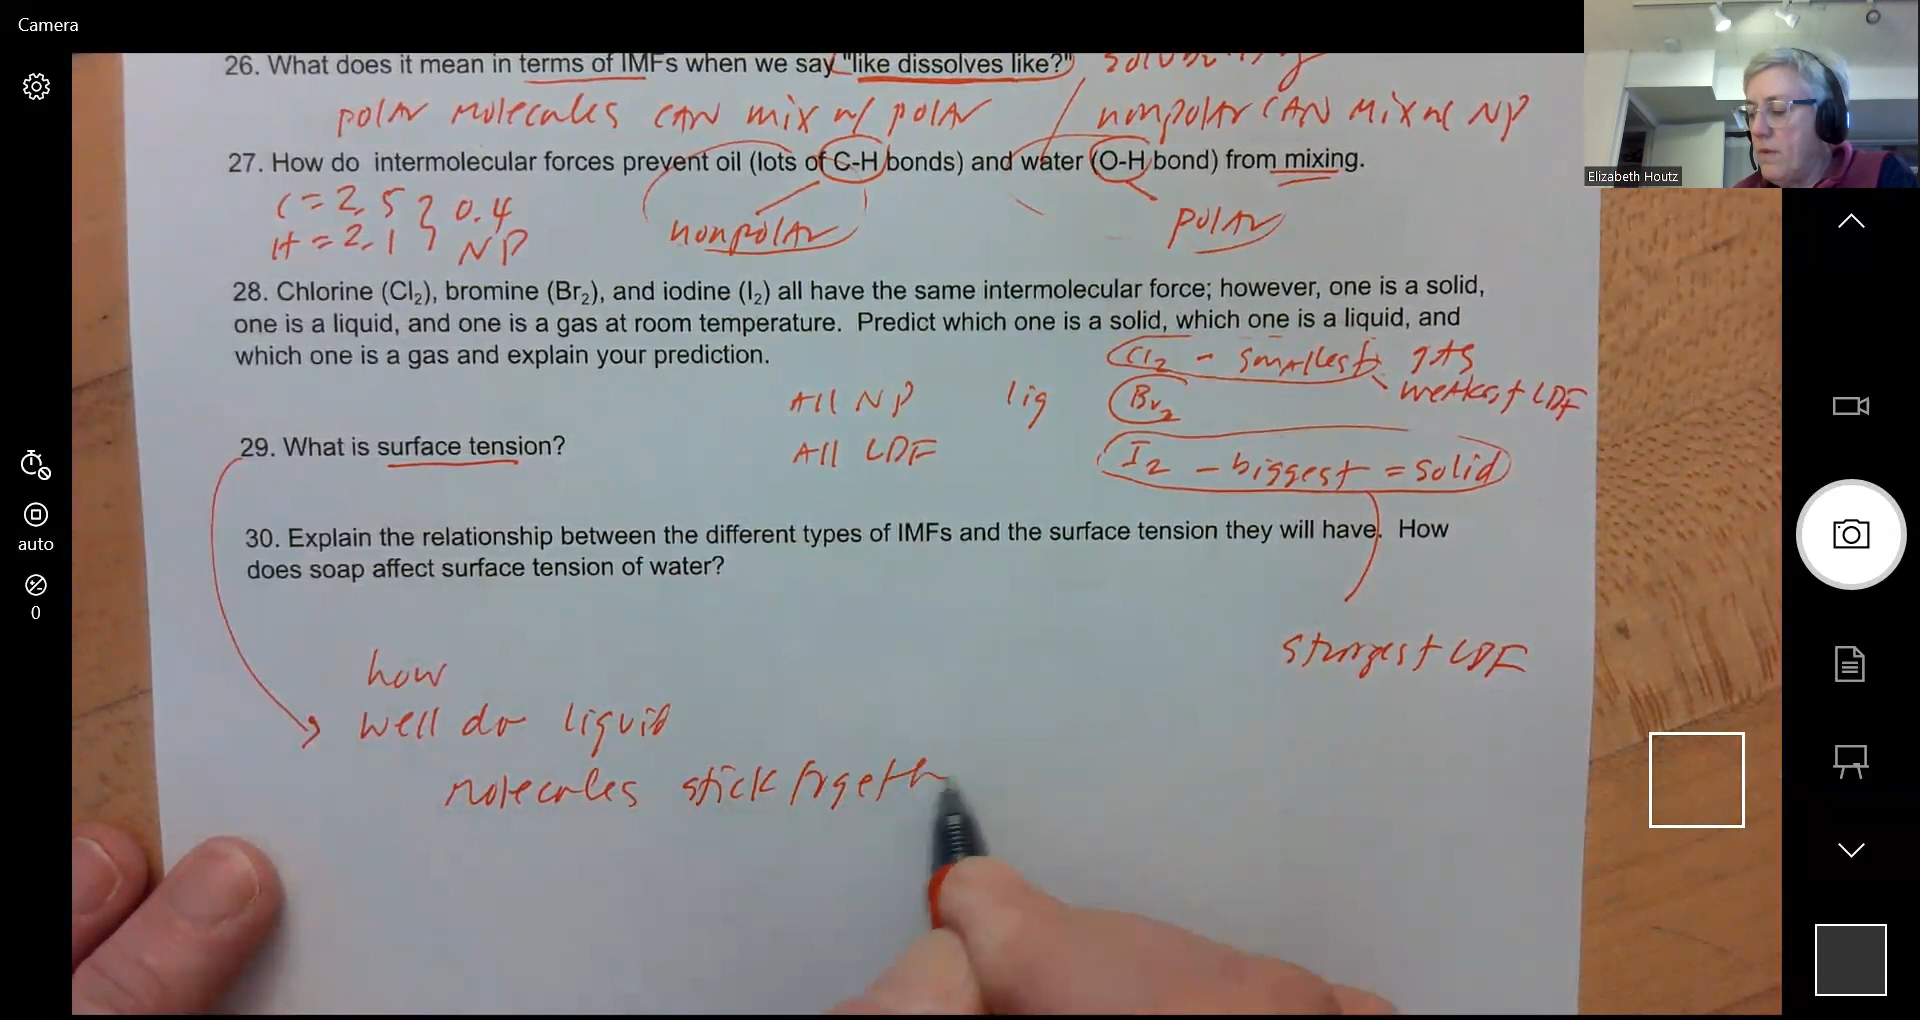 Camera
26. What does it mean in terms of IMFs when we say "like dissolves like?"
polar molecules CAN mix w/ polar / nonpolar CAN mix w NP
Elizabeth Houtz
27. How do intermolecular forces prevent oil (lots of C-H bonds) and water (O-H bond) from mixing.
C = 2.5 } 0.4
H = 2.1 NP
nonpolar
polar
28. Chlorine (Cl₂), bromine (Br₂), and iodine (I₂) all have the same intermolecular force; however, one is a solid,
one is a liquid, and one is a gas at room temperature. Predict which one is a solid, which one is a liquid, and
which one is a gas and explain your prediction.
Cl₂ - smallest gas
weakest LDF
All NP
liq Br₂
29. What is surface tension?
All LDF
I₂ - biggest = solid
30. Explain the relationship between the different types of IMFs and the surface tension they will have. How
does soap affect surface tension of water?
auto
0
strongest LDF
how
well do liquid
molecules stick togeth